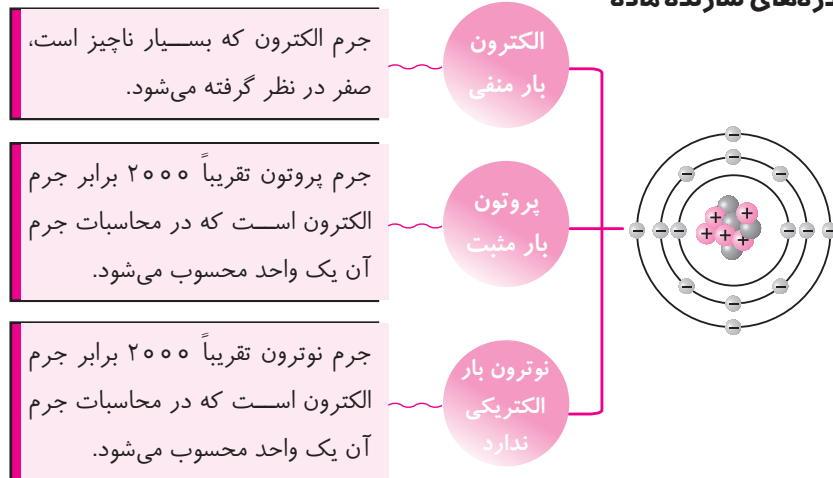 ذره‌های سازنده ماده
الکترون
بار منفی
جرم الکترون که بسیار ناچیز است،
صفر در نظر گرفته می‌شود.
پروتون
بار مثبت
جرم پروتون تقریباً ۲۰۰۰ برابر جرم
الکترون است که در محاسبات جرم
آن یک واحد محسوب می‌شود.
نوترون بار
الکتریکی
ندارد
جرم نوترون تقریباً ۲۰۰۰ برابر جرم
الکترون است که در محاسبات جرم
آن یک واحد محسوب می‌شود.